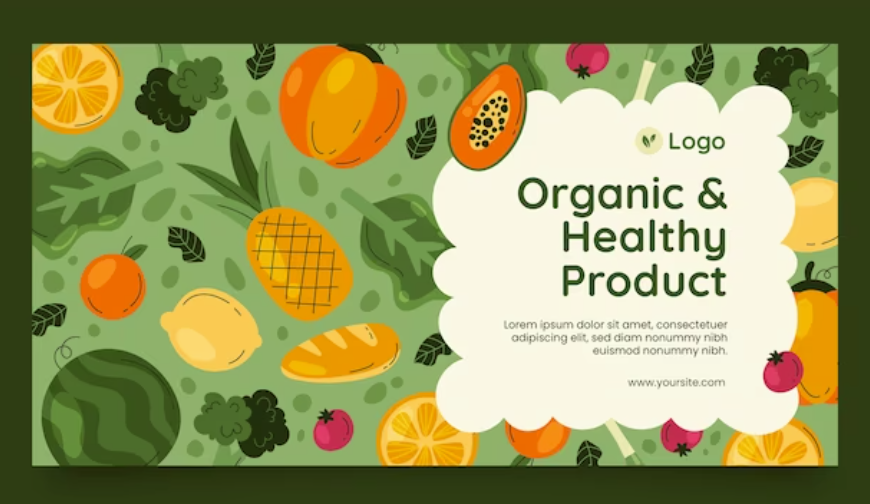 Logo
Organic &
Healthy
Product
Lorem ipsum dolor sit amet, consectetuer
adipiscing elit, sed diam nonummy nibh
euismod nonummy nibh.
www.yoursite.com